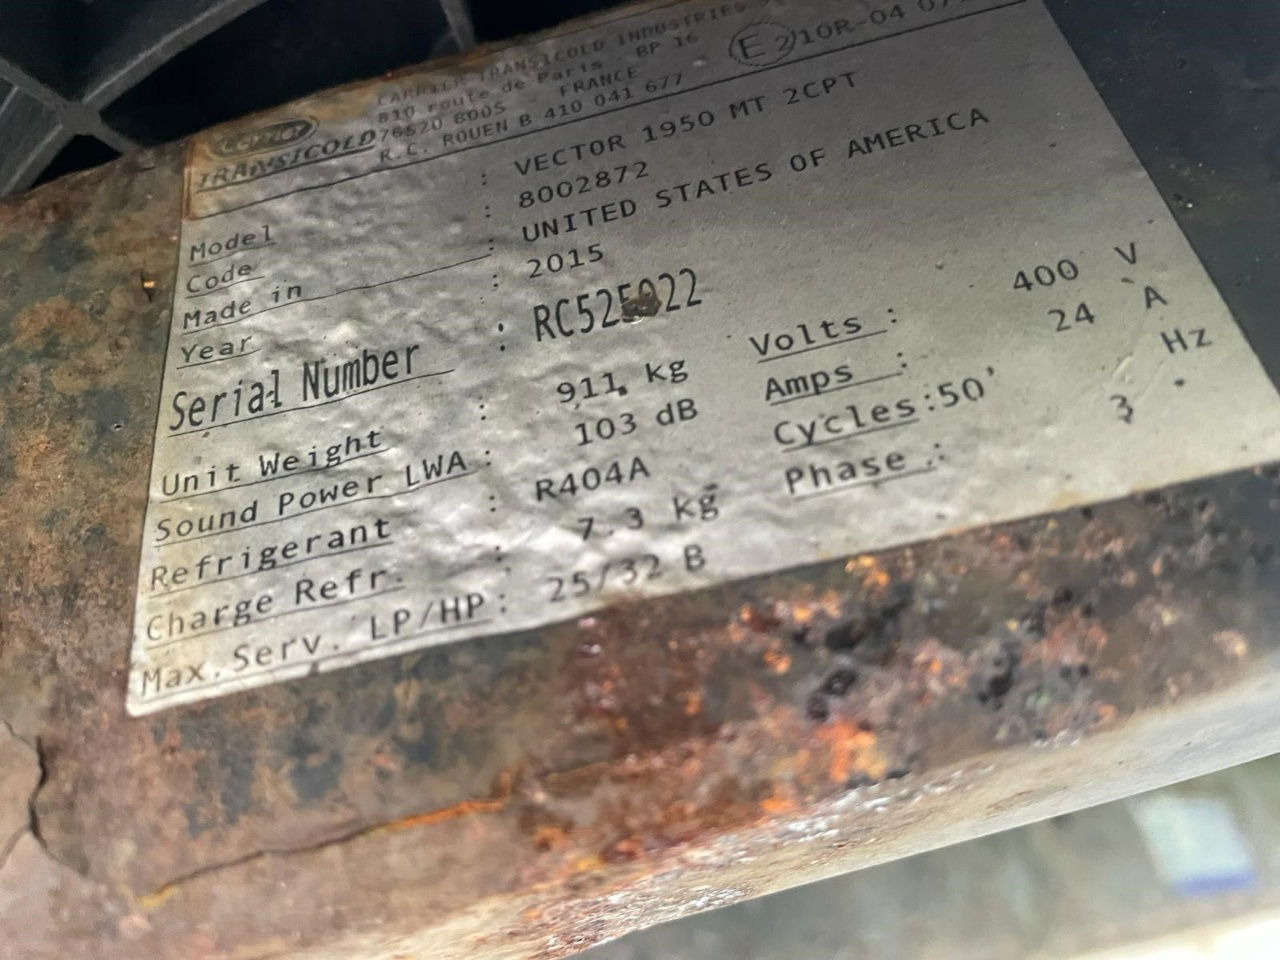 Carrier
TRANSICOLD
CARRIER TRANSICOLD INDUSTRIES
810 route de Paris - BP 16
76520 BOOS - FRANCE
R.C. ROUEN B 410 041 677
E 2 10R-04
Model : VECTOR 1950 MT 2CPT
Code : 8002872
Made in : UNITED STATES OF AMERICA
Year : 2015
Serial Number :
Unit Weight : 911 kg
Sound Power LWA : 103 dB
Refrigerant : R404A
Charge Refr. : 7.3 kg
Max. Serv. LP/HP : 25/32 B
Volts : 400 V
Amps : 24 A
Cycles : 50 Hz
Phase : 3